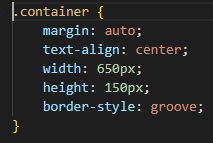 .container {
    margin: auto;
    text-align: center;
    width: 650px;
    height: 150px;
    border-style: groove;
}